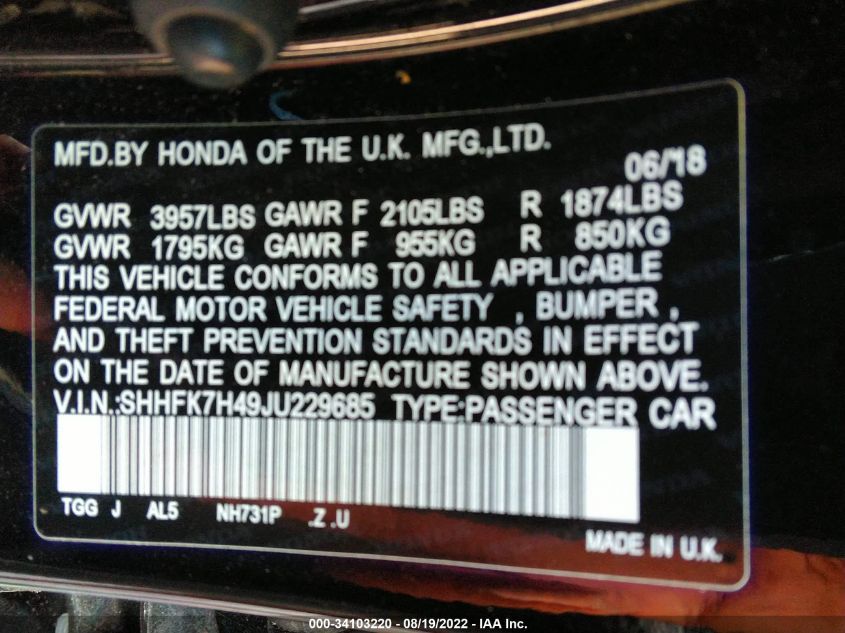 MFD.BY HONDA OF THE U.K. MFG.,LTD.
06/18
GVWR 3957LBS GAWR F 2105LBS R 1874LBS
GVWR 1795KG GAWR F 955KG R 850KG
THIS VEHICLE CONFORMS TO ALL APPLICABLE
FEDERAL MOTOR VEHICLE SAFETY , BUMPER ,
AND THEFT PREVENTION STANDARDS IN EFFECT
ON THE DATE OF MANUFACTURE SHOWN ABOVE.
V.I.N.:SHHFK7H49JU229685 TYPE:PASSENGER CAR
TGG J AL5 NH731P .Z .U
MADE IN U.K.
000-34103220 - 08/19/2022 - IAA Inc.